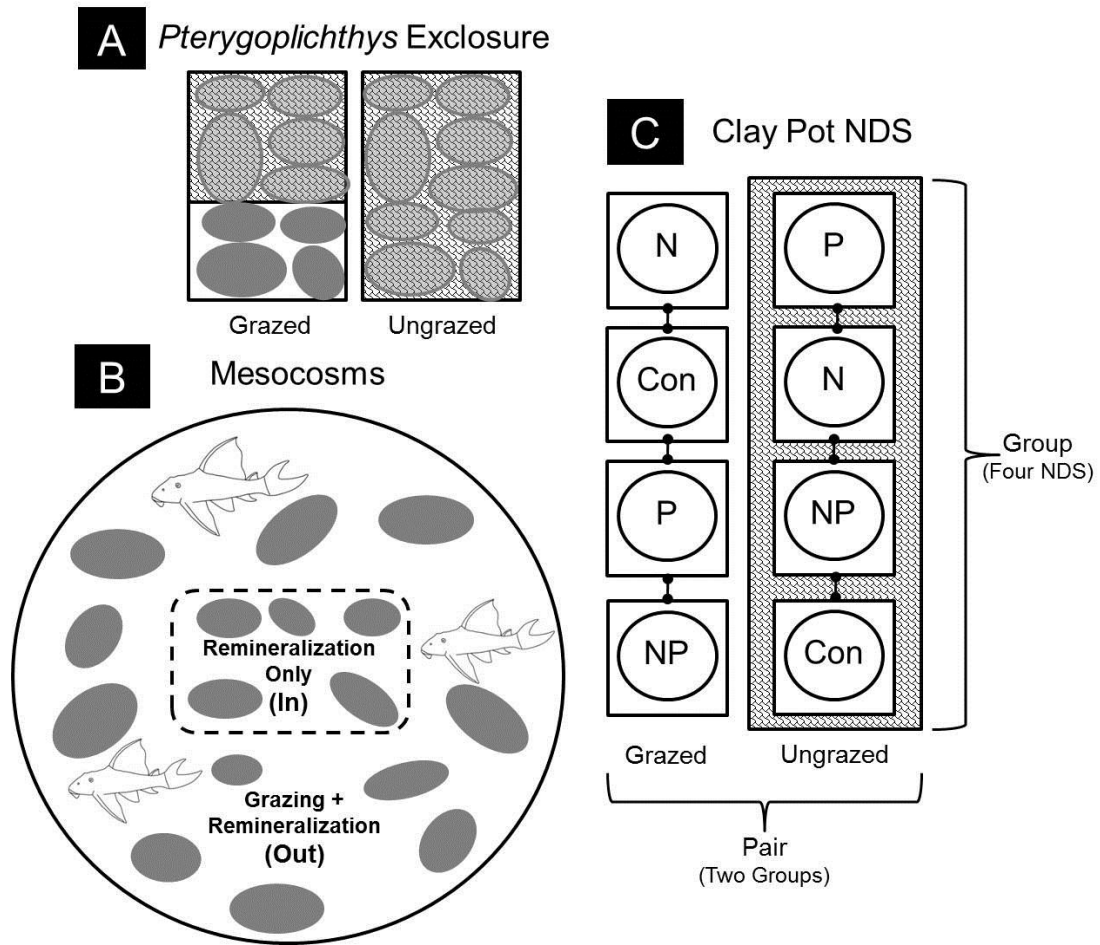 A Pterygoplichthys Exclosure
Grazed
Ungrazed
B Mesocosms
Remineralization
Only
(In)
Grazing +
Remineralization
(Out)
C Clay Pot NDS
N
Con
P
NP
P
N
NP
Con
Grazed
Ungrazed
Group
(Four NDS)
Pair
(Two Groups)